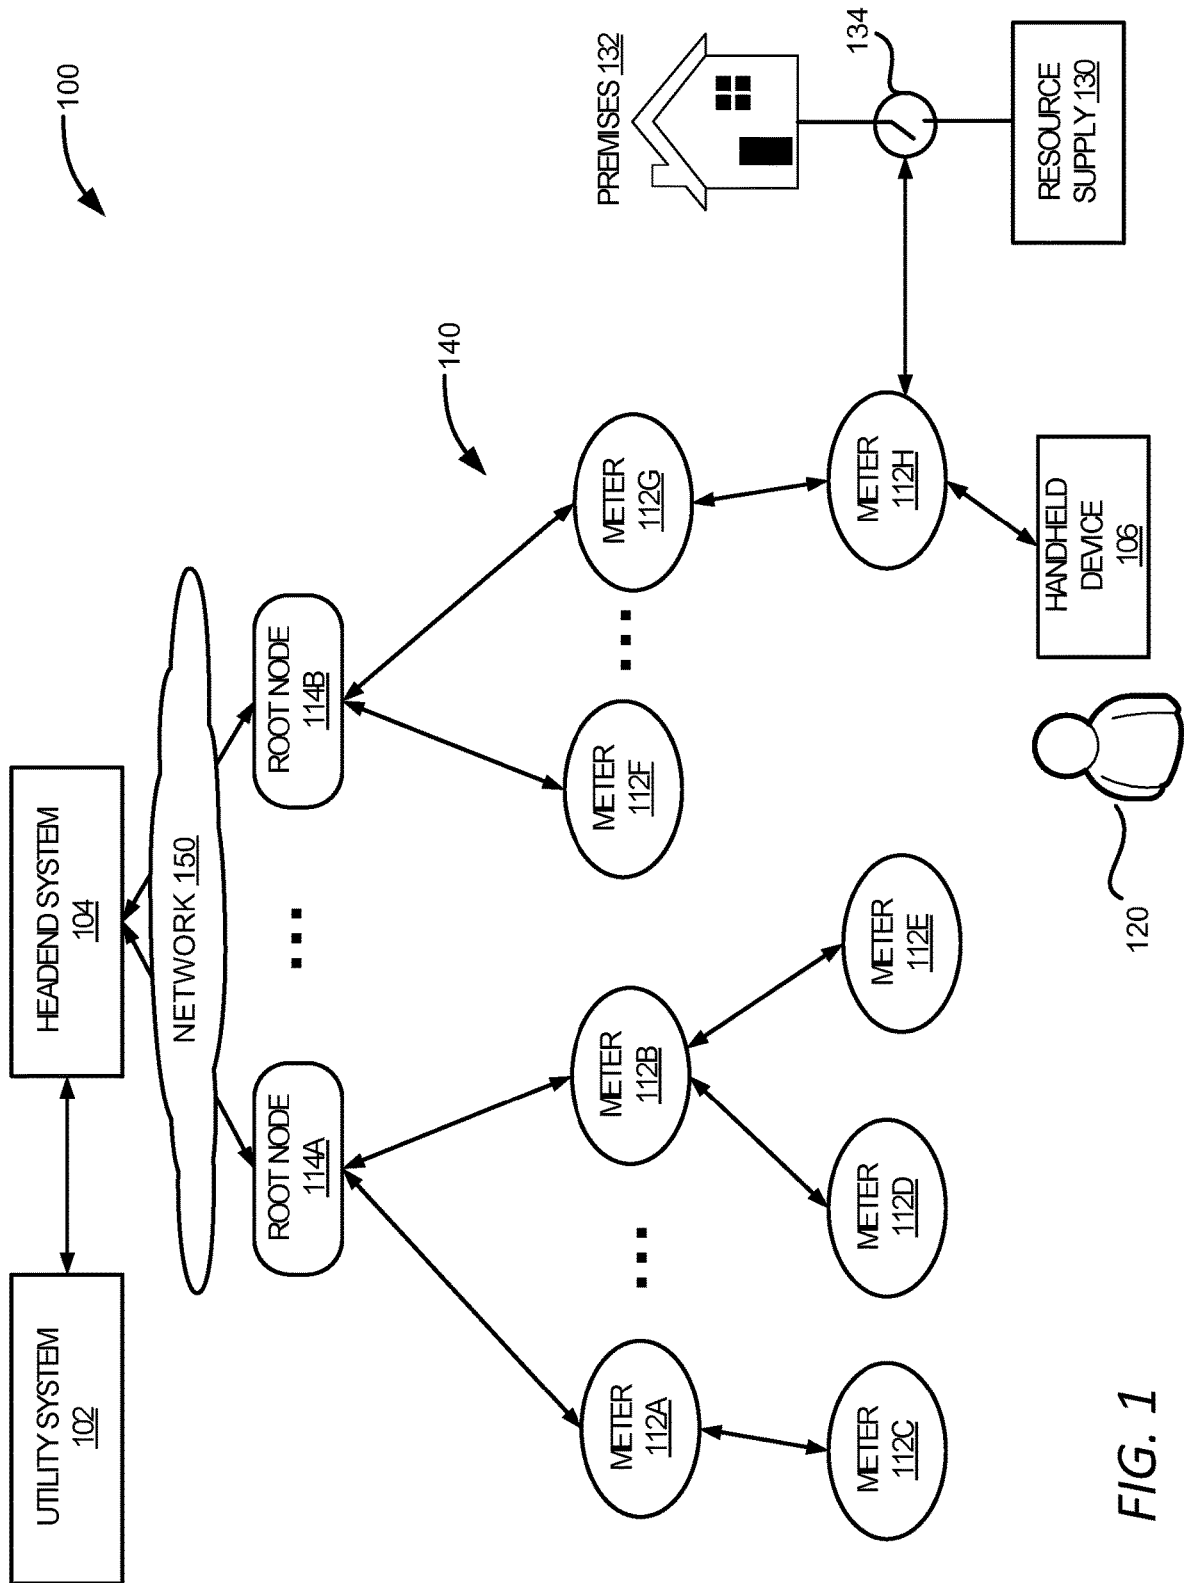 100
UTILITY SYSTEM
102
HEADEND SYSTEM
104
NETWORK 150
ROOT NODE
114A
ROOT NODE
114B
140
METER
112A
METER
112B
METER
112F
METER
112G
METER
112C
METER
112D
METER
112E
METER
112H
PREMISES 132
134
RESOURCE
SUPPLY 130
HANDHELD
DEVICE
106
120
FIG. 1